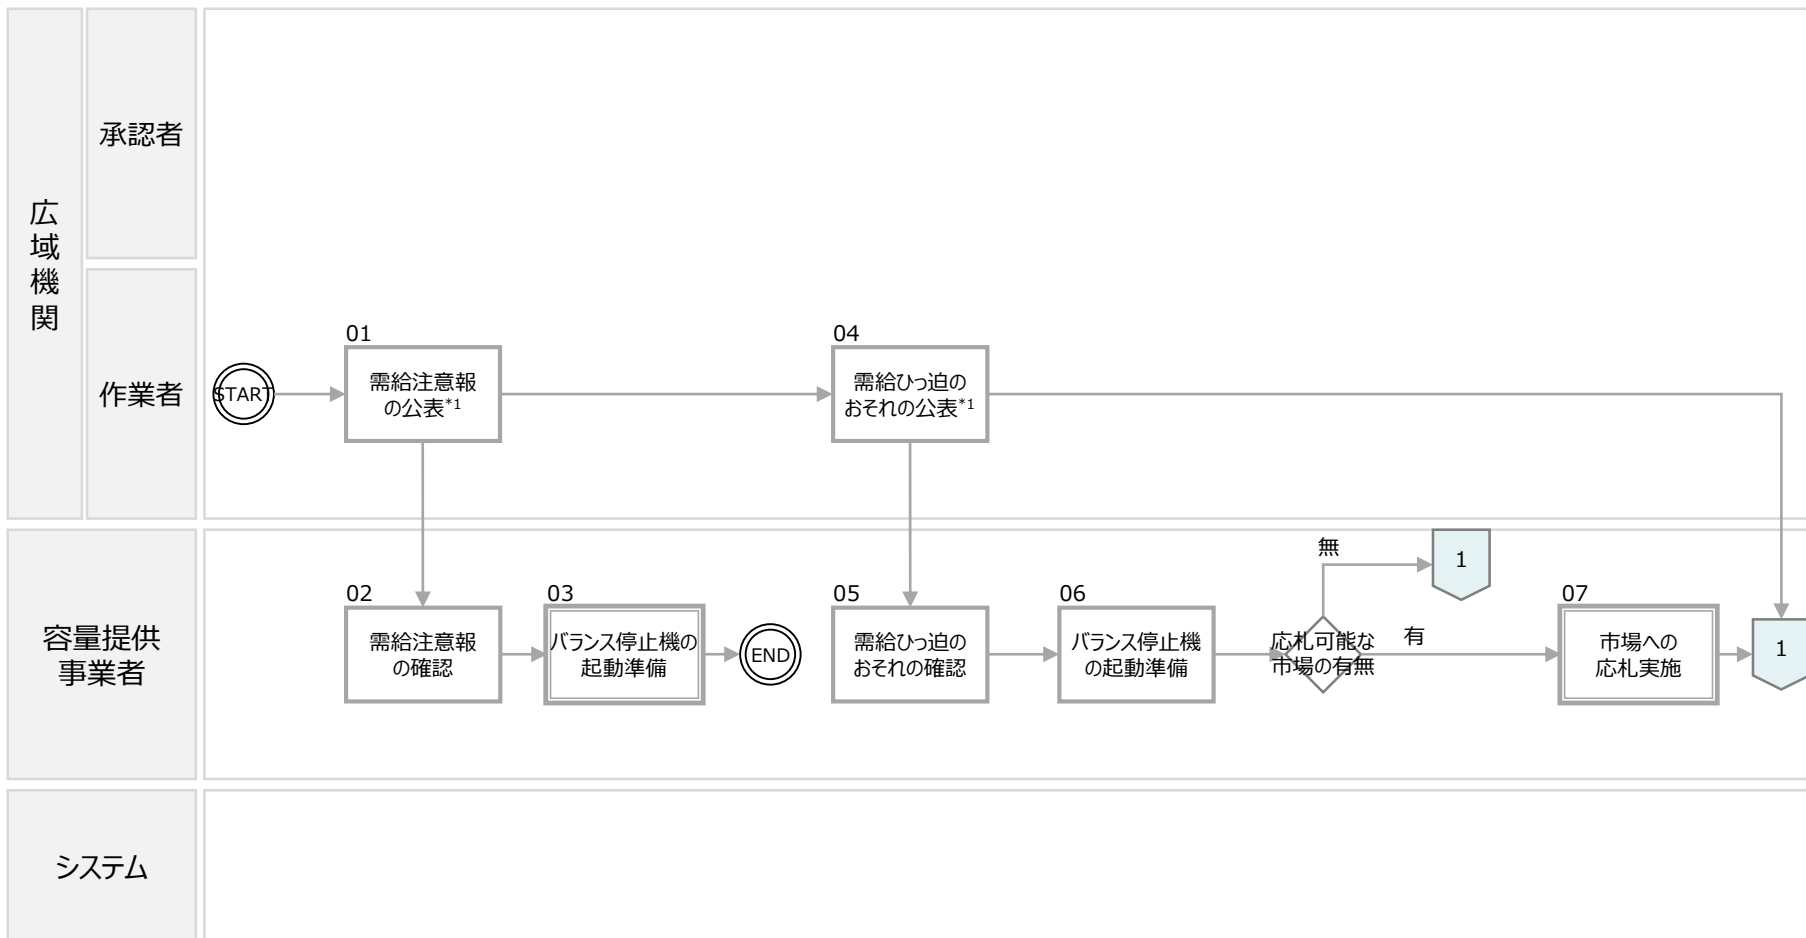 広域機関
承認者
作業者
START
01
需給注意報
の公表*1
04
需給ひっ迫の
おそれの公表*1
容量提供
事業者
02
需給注意報
の確認
03
バランス停止機の
起動準備
END
05
需給ひっ迫の
おそれの確認
06
バランス停止機
の起動準備
応札可能な
市場の有無
無
1
有
07
市場への
応札実施
1
システム